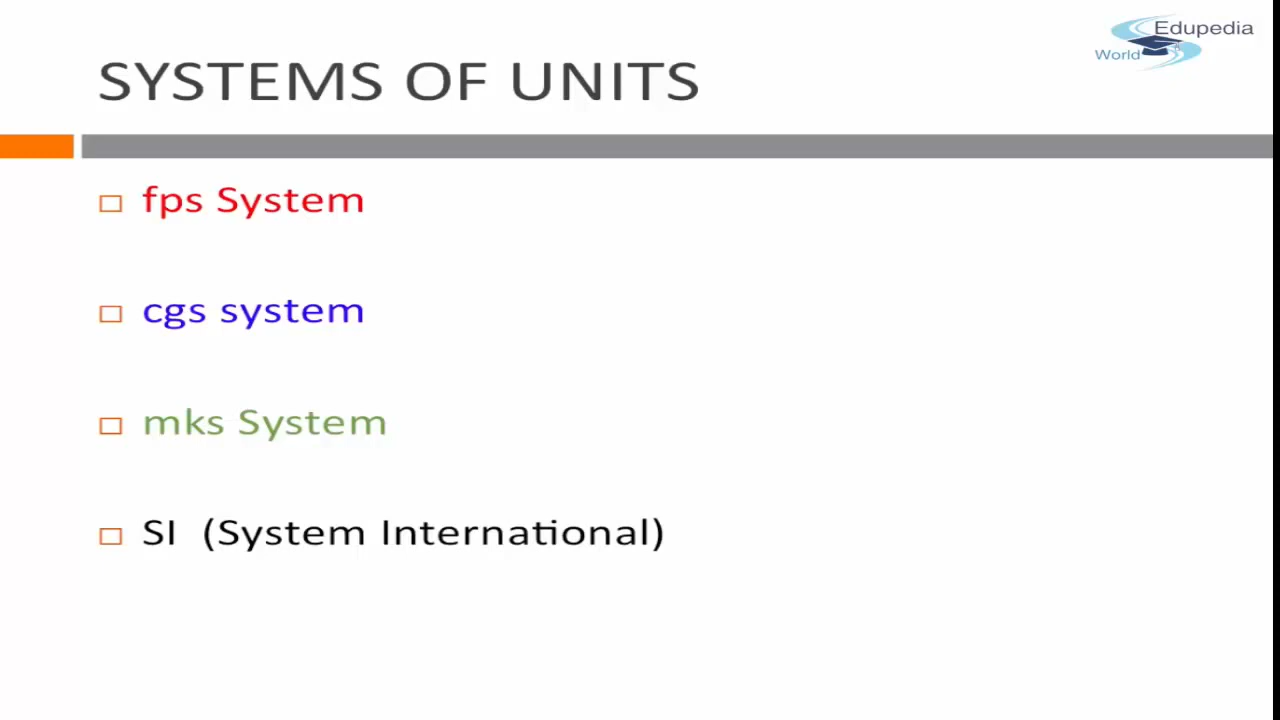 Edupedia
World
SYSTEMS OF UNITS
fps System
cgs system
mks System
SI (System International)